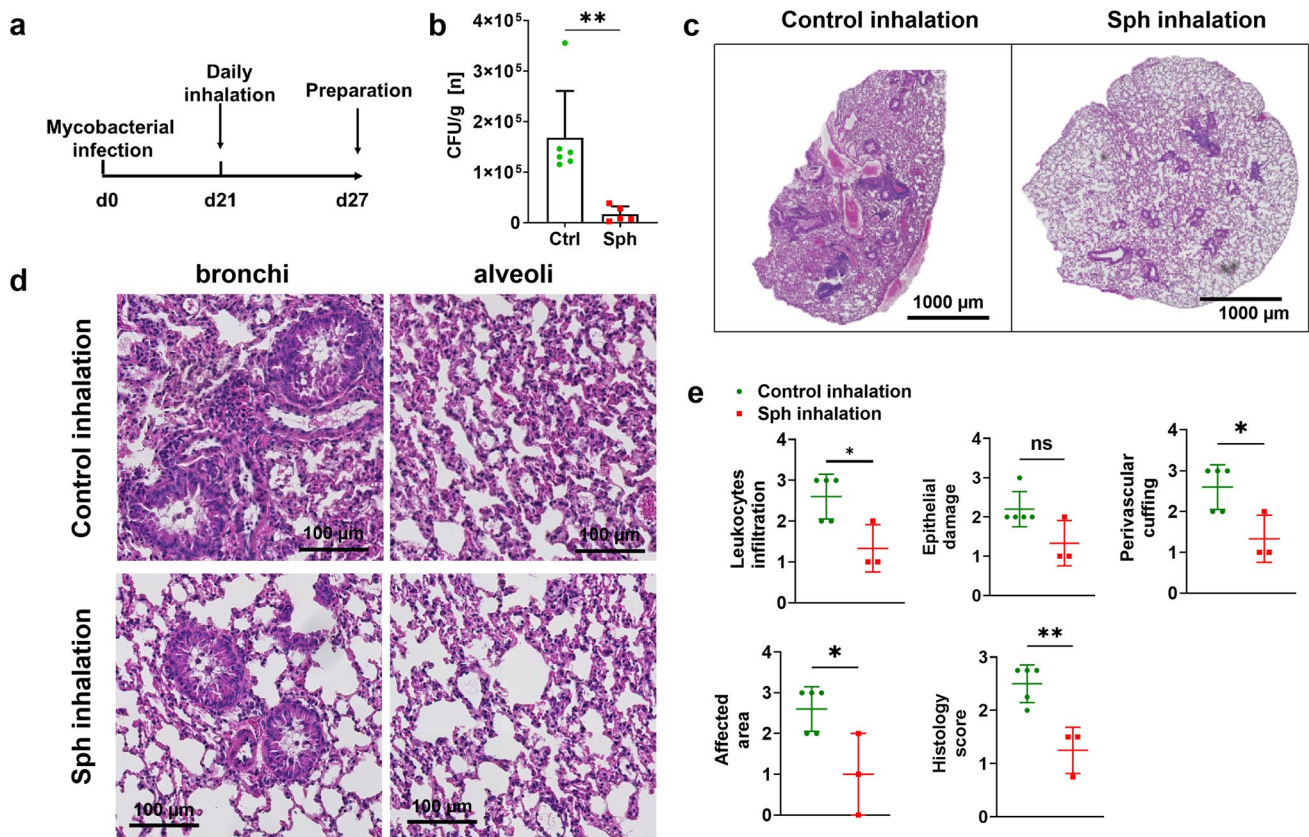 a
Daily
inhalation
Preparation
Mycobacterial
infection
d0
d21
d27
b
**
4×10⁵
3×10⁵
2×10⁵
1×10⁵
0
CFU/g [n]
Ctrl
Sph
c
Control inhalation
Sph inhalation
1000 µm
1000 µm
d
bronchi
alveoli
Control inhalation
100 µm
100 µm
Sph inhalation
100 µm
100 µm
e
Control inhalation
Sph inhalation
Leukocytes
infiltration
4
3
2
1
0
*
Epithelial
damage
4
3
2
1
0
ns
Perivascular
cuffing
4
3
2
1
0
*
Affected
area
4
3
2
1
0
*
Histology
score
3
2
1
0
**